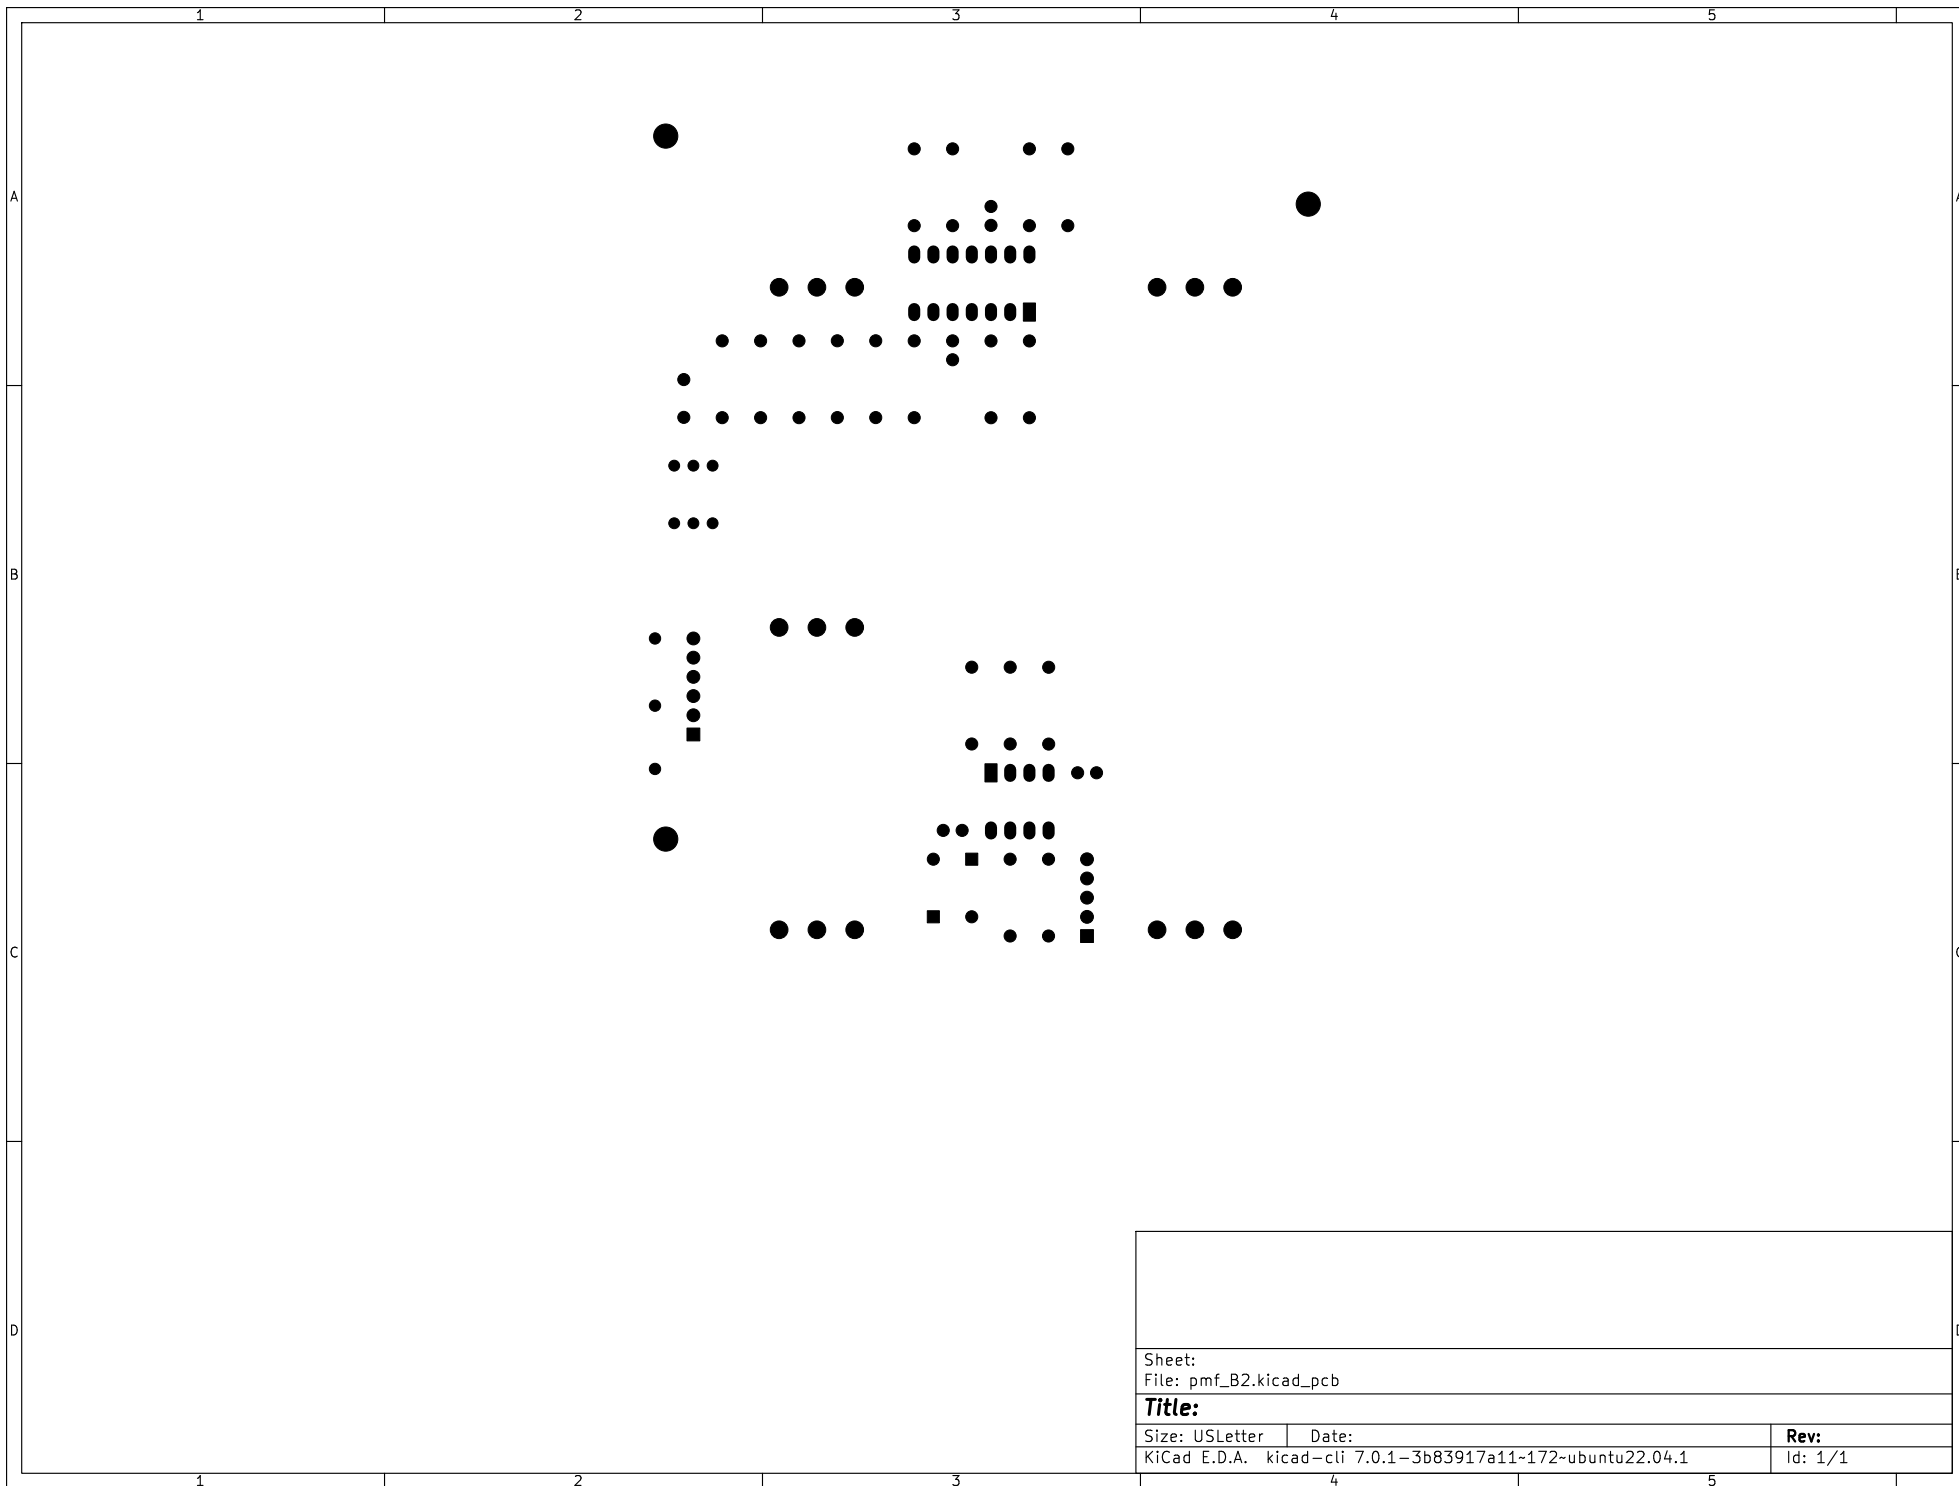 1 2 3 4 5
A A
B B
C C
D D
Sheet:
File: pmf_B2.kicad_pcb
Title:
Size: USLetter Date: Rev:
KiCad E.D.A. kicad-cli 7.0.1-3b83917a11~172~ubuntu22.04.1 Id: 1/1
1 2 3 4 5